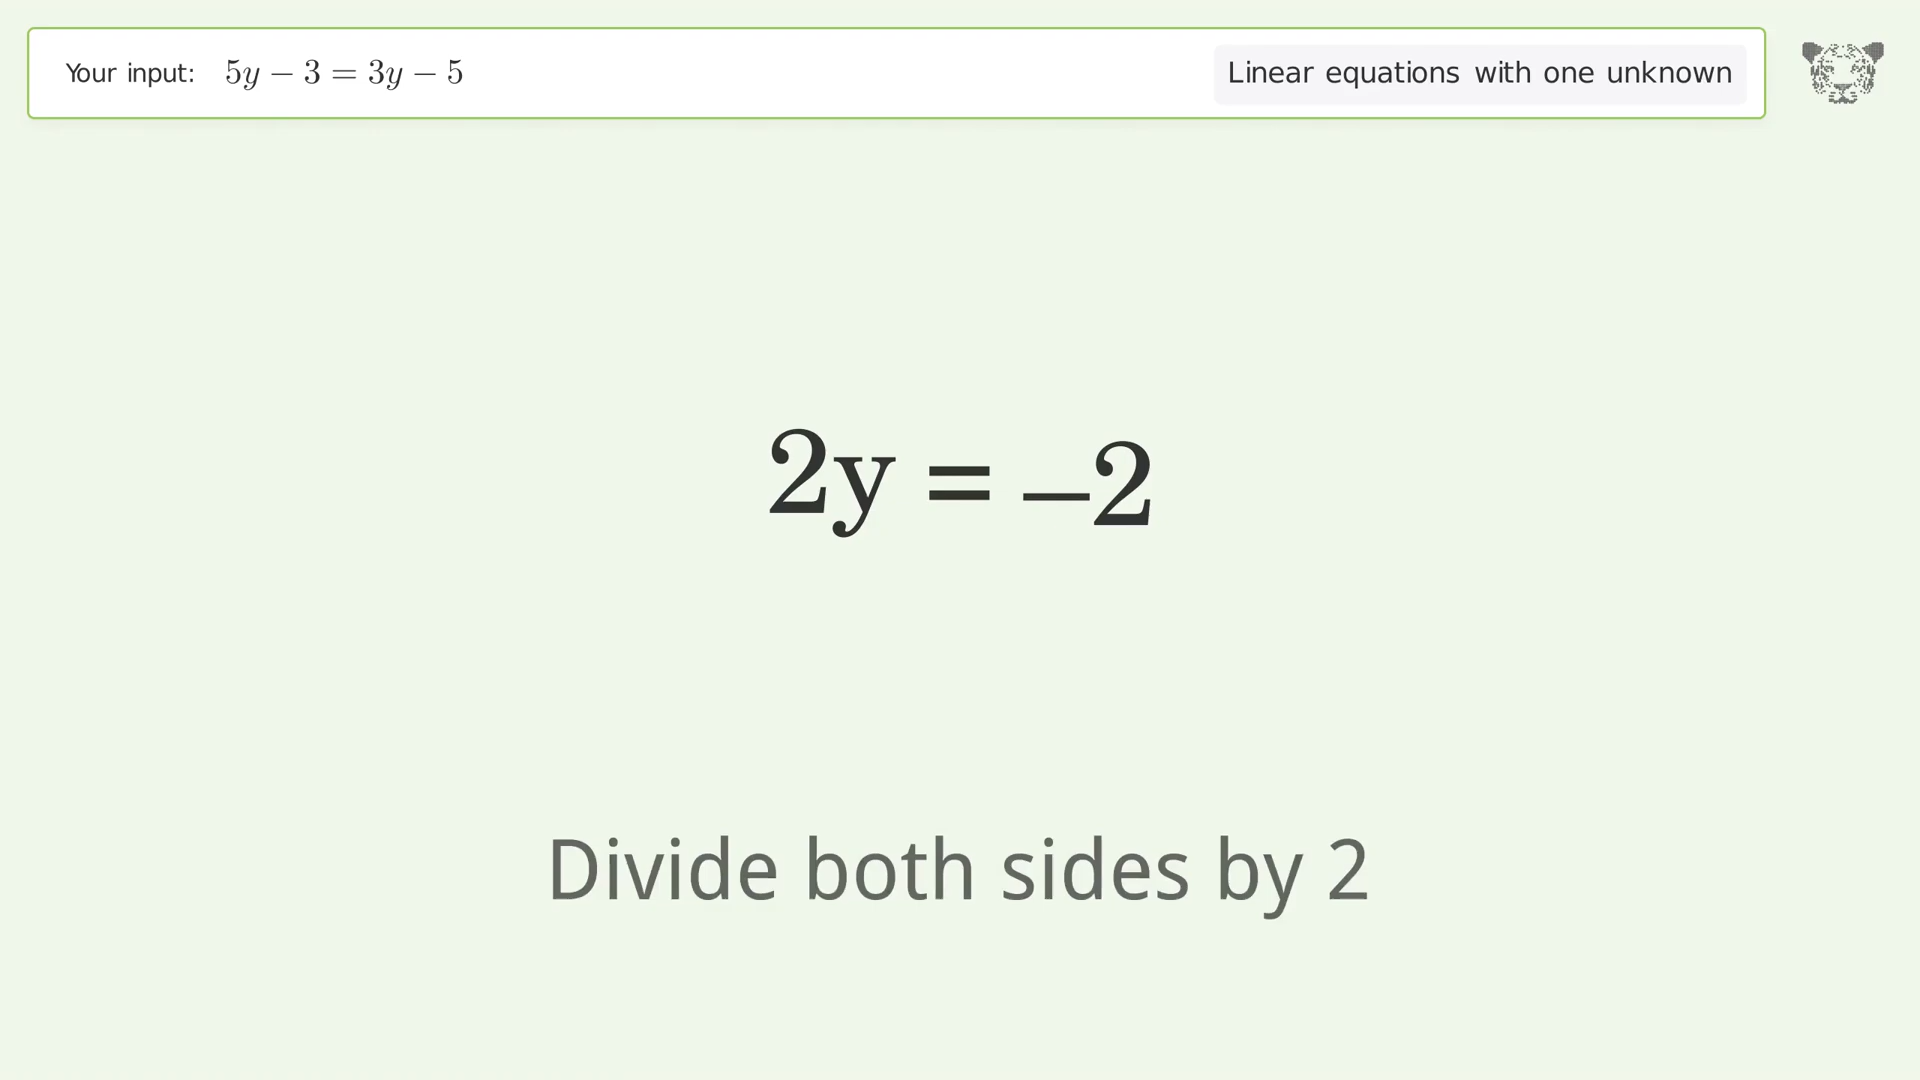 Your input: 5y − 3 = 3y − 5
Linear equations with one unknown
2y = −2
Divide both sides by 2